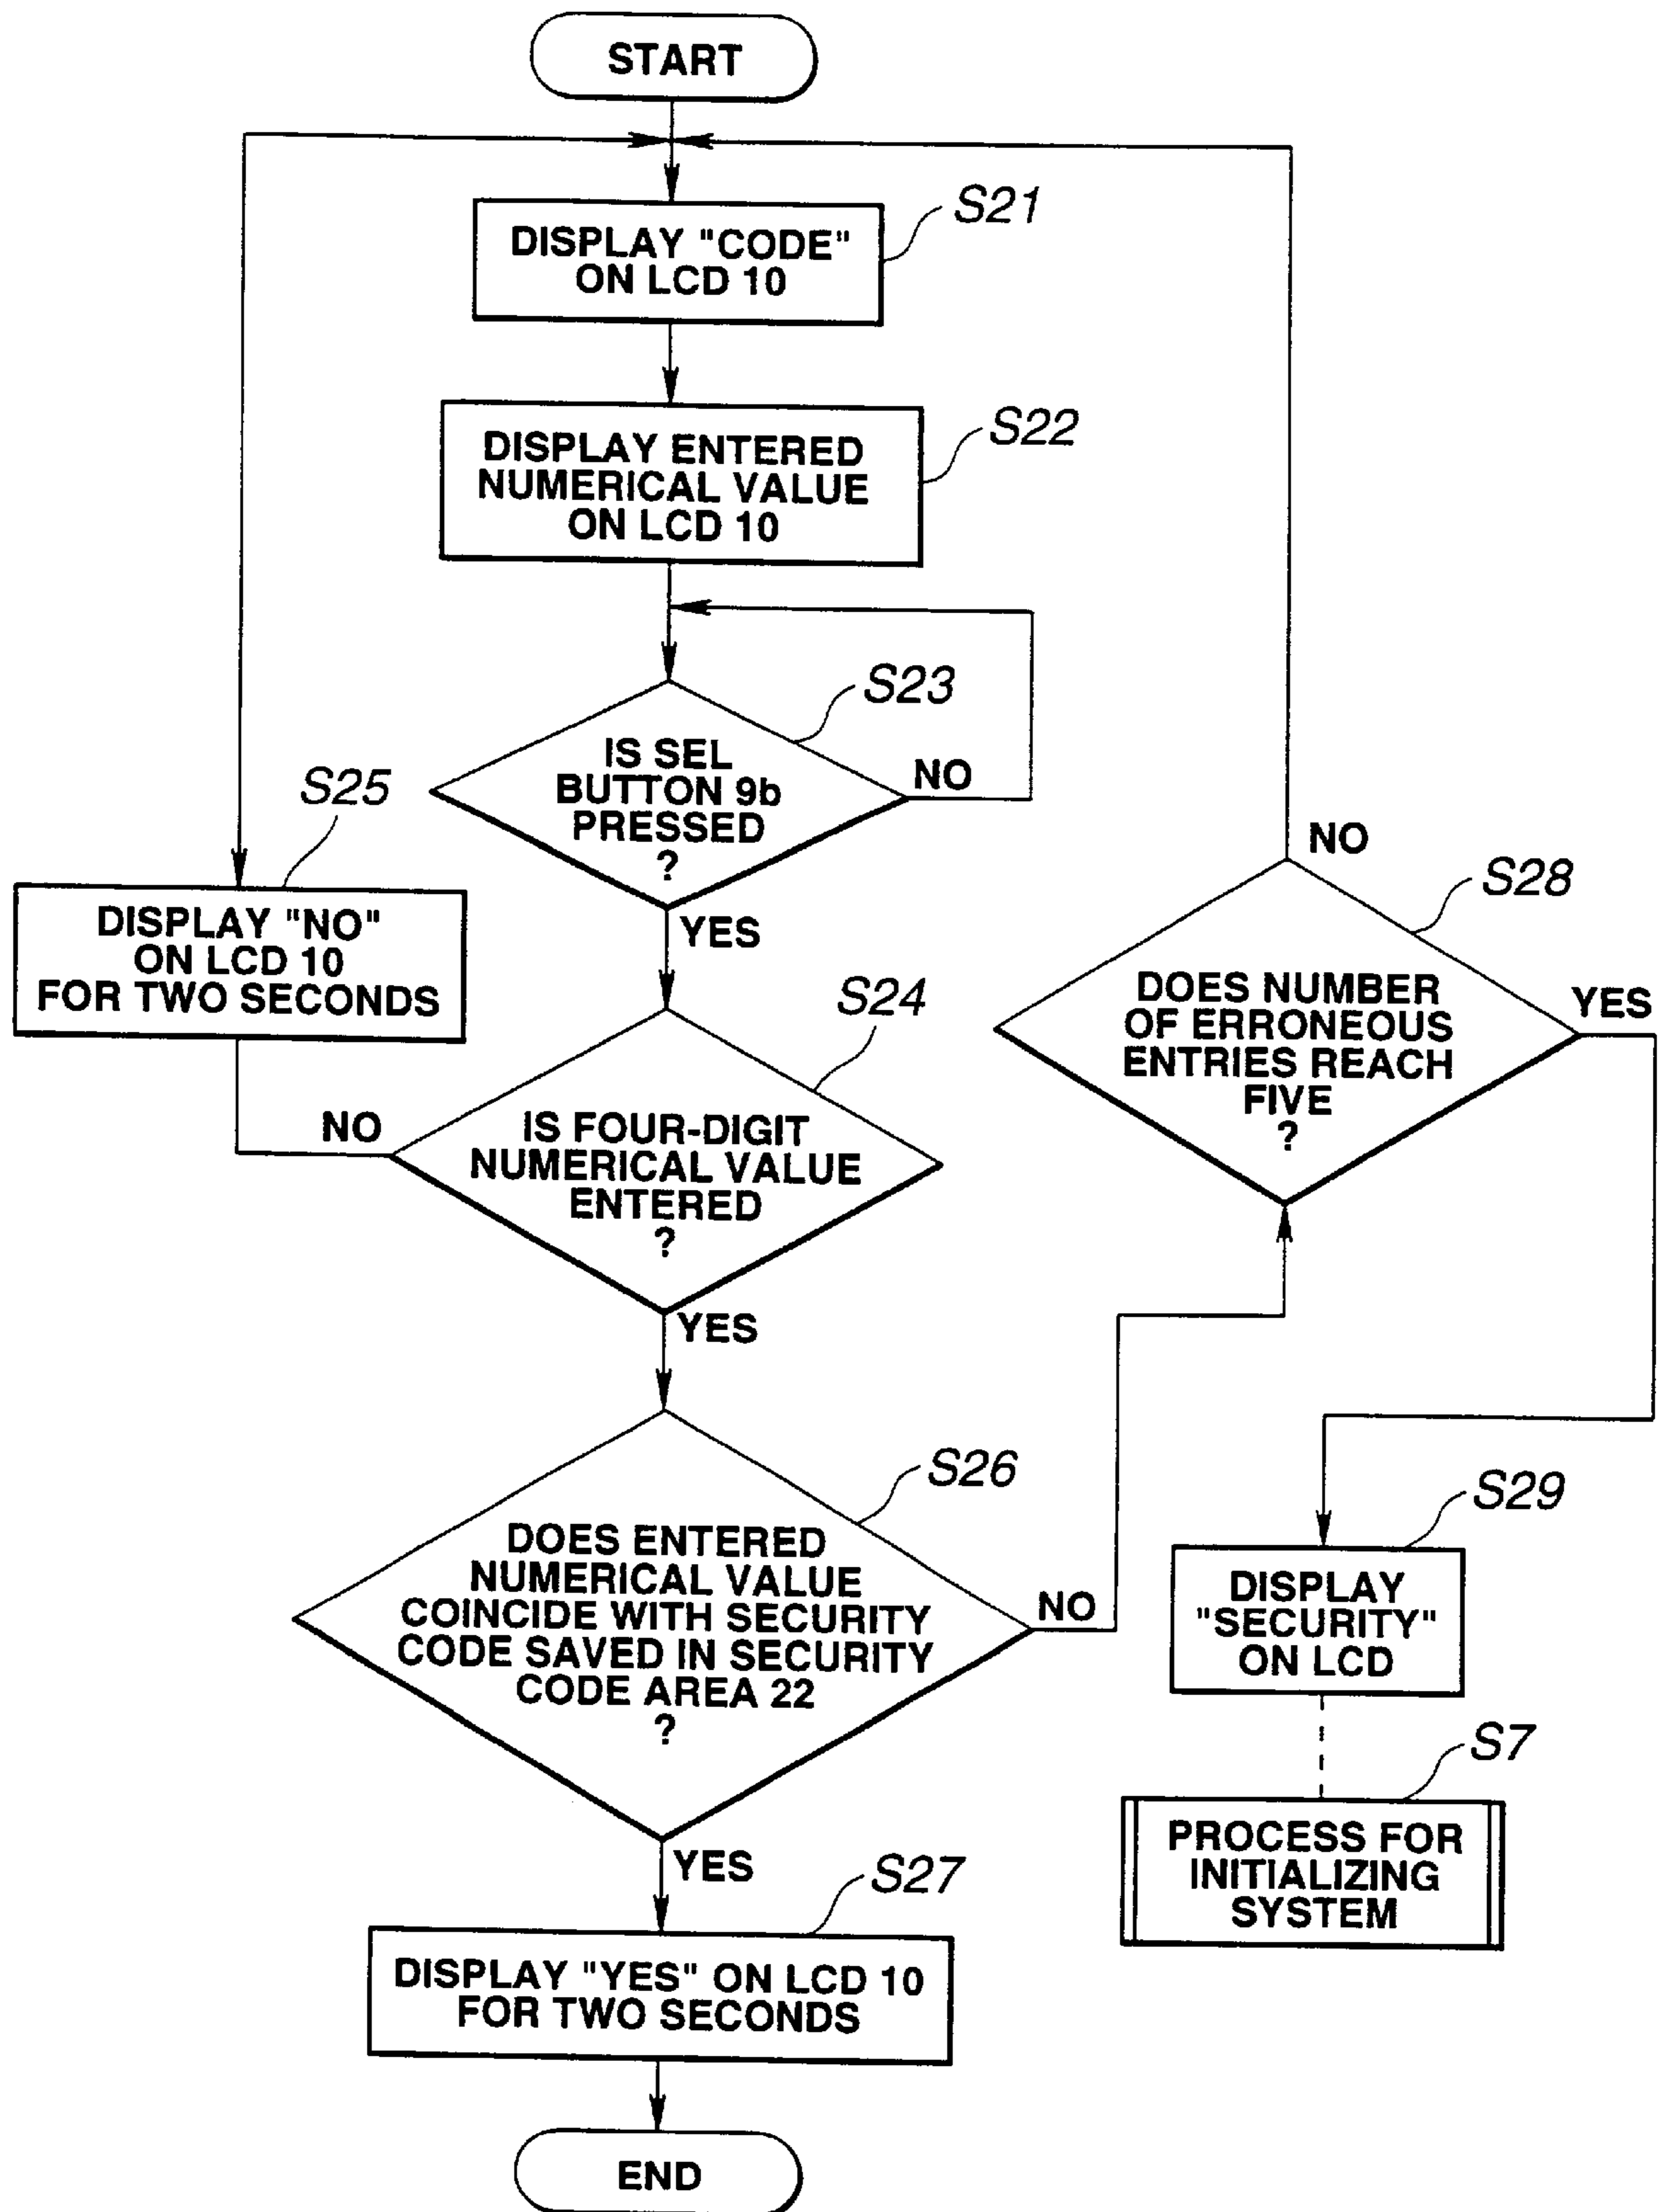 START
S21
DISPLAY "CODE"
ON LCD 10
S22
DISPLAY ENTERED
NUMERICAL VALUE
ON LCD 10
S23
IS SEL
BUTTON 9b
PRESSED
?
NO
YES
S25
DISPLAY "NO"
ON LCD 10
FOR TWO SECONDS
S24
IS FOUR-DIGIT
NUMERICAL VALUE
ENTERED
?
NO
YES
S26
DOES ENTERED
NUMERICAL VALUE
COINCIDE WITH SECURITY
CODE SAVED IN SECURITY
CODE AREA 22
?
NO
YES
S27
DISPLAY "YES" ON LCD 10
FOR TWO SECONDS
END
NO
S28
DOES NUMBER
OF ERRONEOUS
ENTRIES REACH
FIVE
?
YES
S29
DISPLAY
"SECURITY"
ON LCD
S7
PROCESS FOR
INITIALIZING
SYSTEM